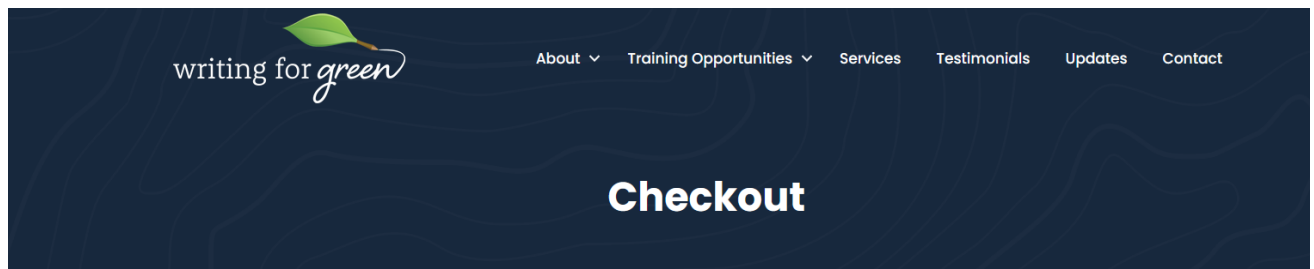 writing for green
About
Training Opportunities
Services
Testimonials
Updates
Contact
Checkout